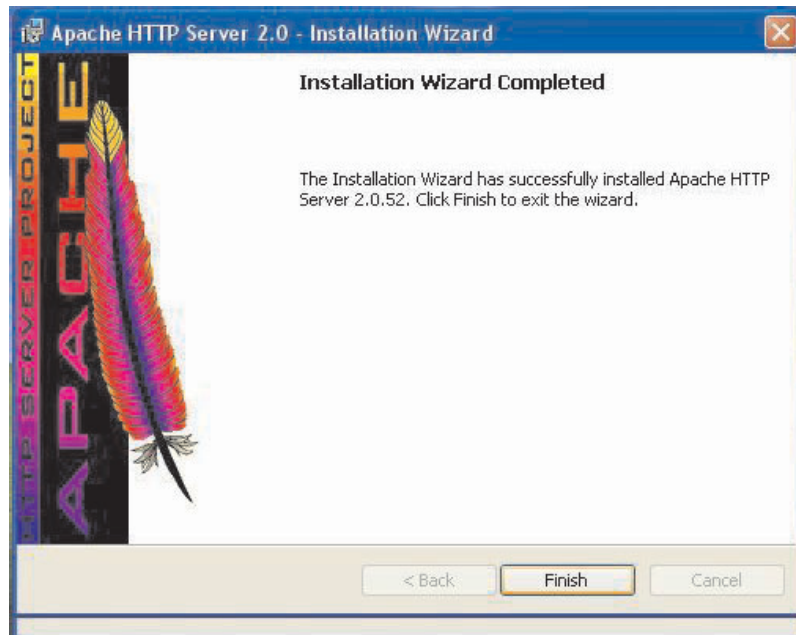 Apache HTTP Server 2.0 - Installation Wizard
HTTP SERVER PROJECT
APACHE
Installation Wizard Completed
The Installation Wizard has successfully installed Apache HTTP
Server 2.0.52. Click Finish to exit the wizard.
< Back
Finish
Cancel